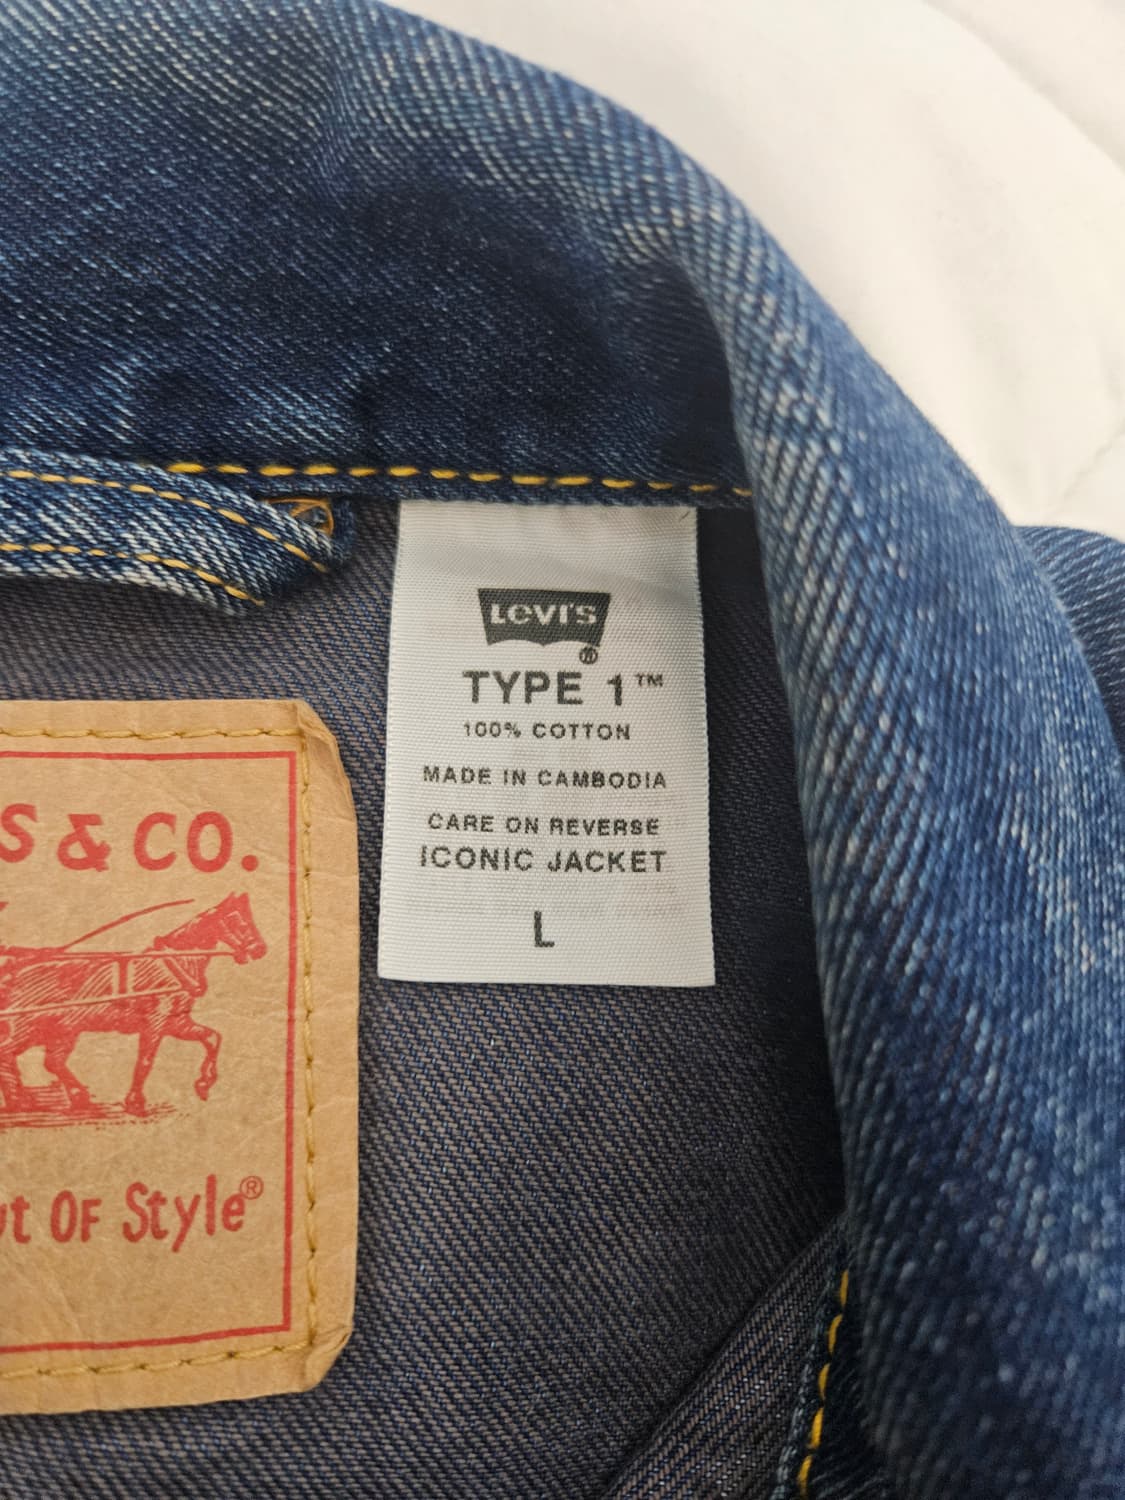 LEVI'S
®
TYPE 1™
100% COTTON
MADE IN CAMBODIA
CARE ON REVERSE
ICONIC JACKET
L
S & CO.
ut OF Style®